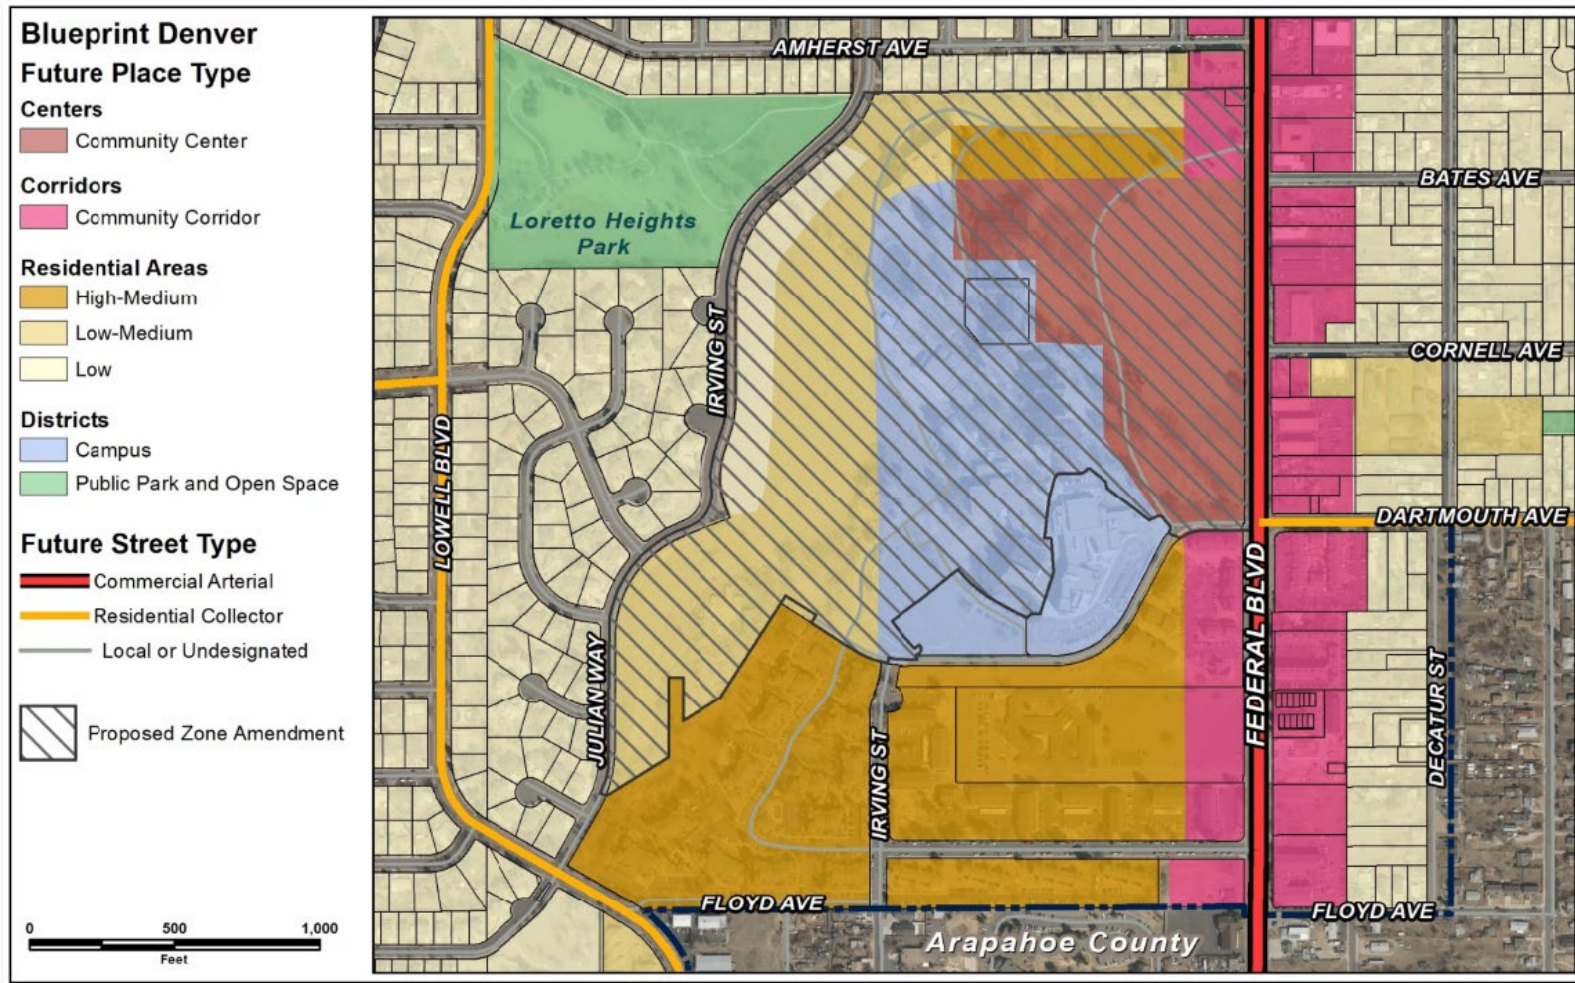 Blueprint Denver
Future Place Type
Centers
Community Center
Corridors
Community Corridor
Residential Areas
High-Medium
Low-Medium
Low
Districts
Campus
Public Park and Open Space
Future Street Type
Commercial Arterial
Residential Collector
Local or Undesignated
Proposed Zone Amendment
0 500 1,000
Feet
AMHERST AVE
BATES AVE
Loretto Heights
Park
IRVING ST
CORNELL AVE
LOWELL BLVD
DARTMOUTH AVE
FEDERAL BLVD
JULIAN WAY
DECATUR ST
IRVING ST
FLOYD AVE
FLOYD AVE
Arapahoe County